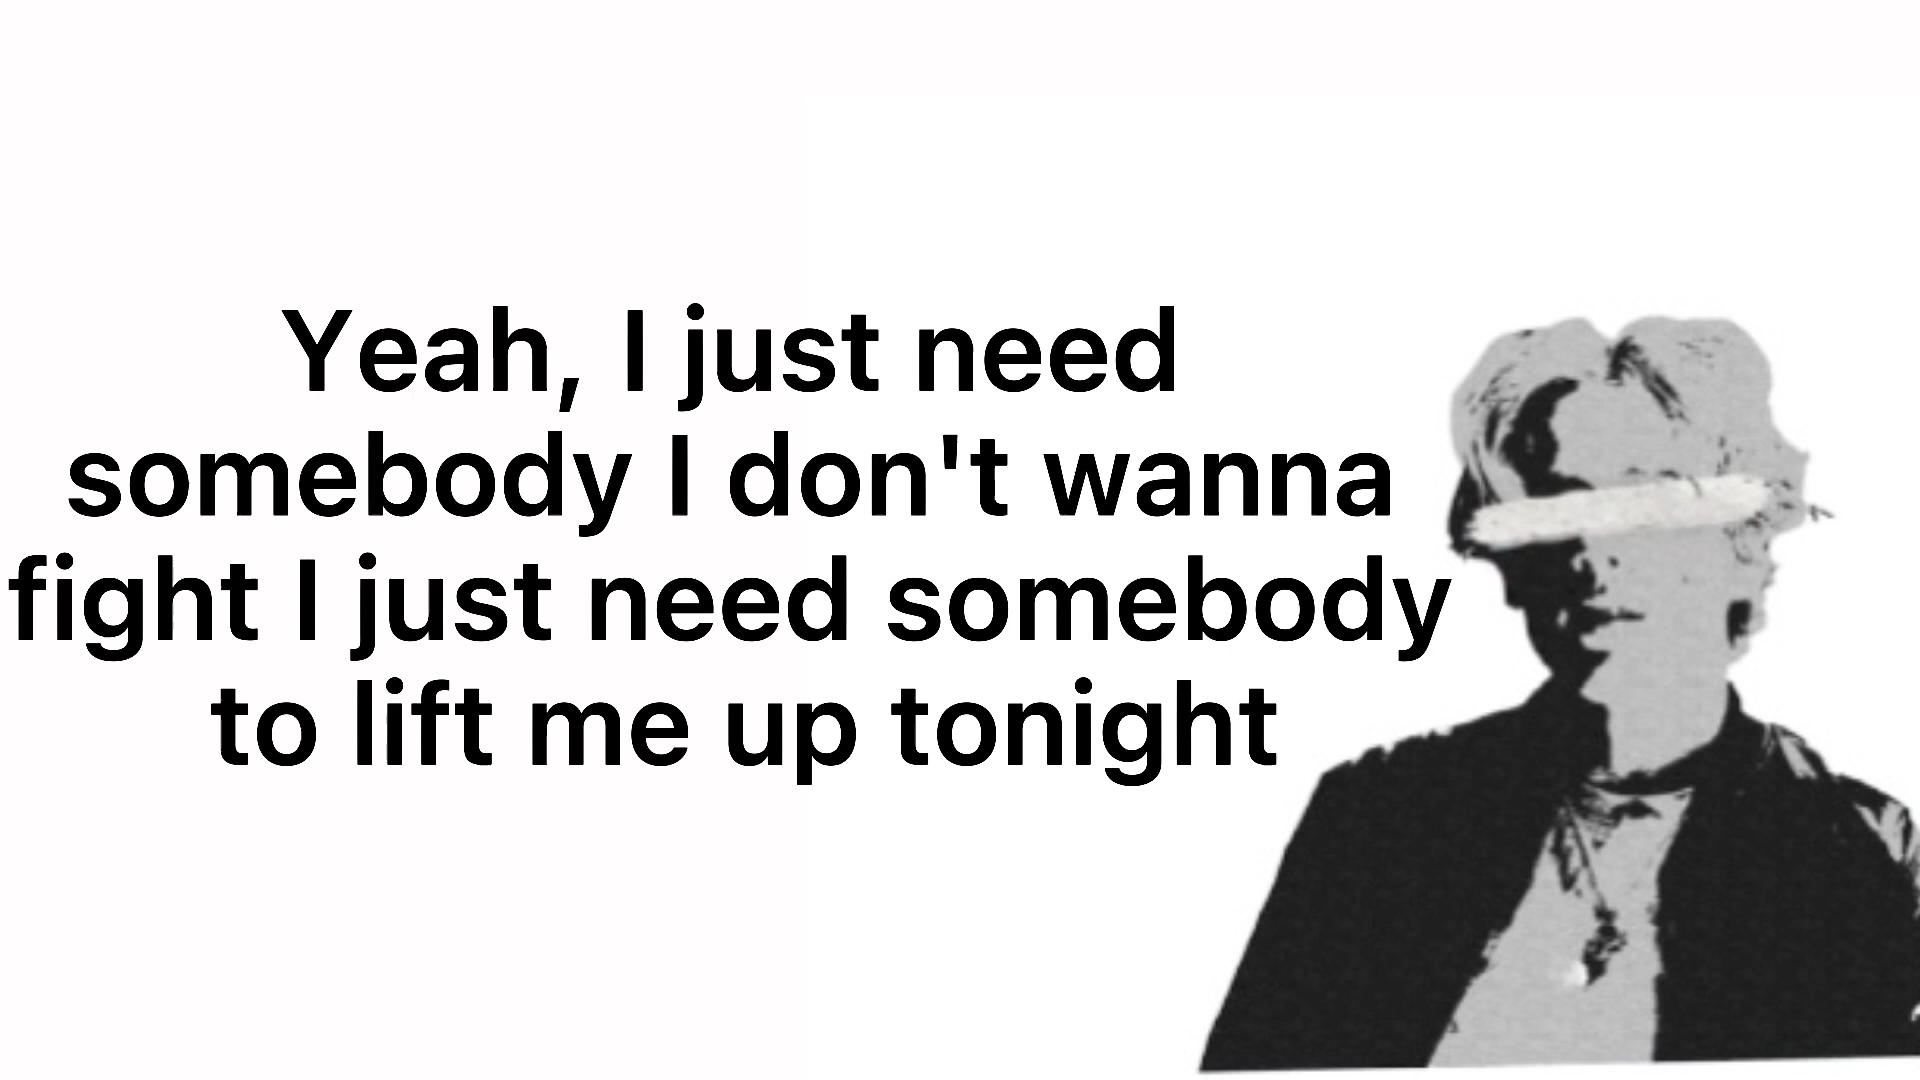 Yeah, I just need
somebody I don't wanna
fight I just need somebody
to lift me up tonight